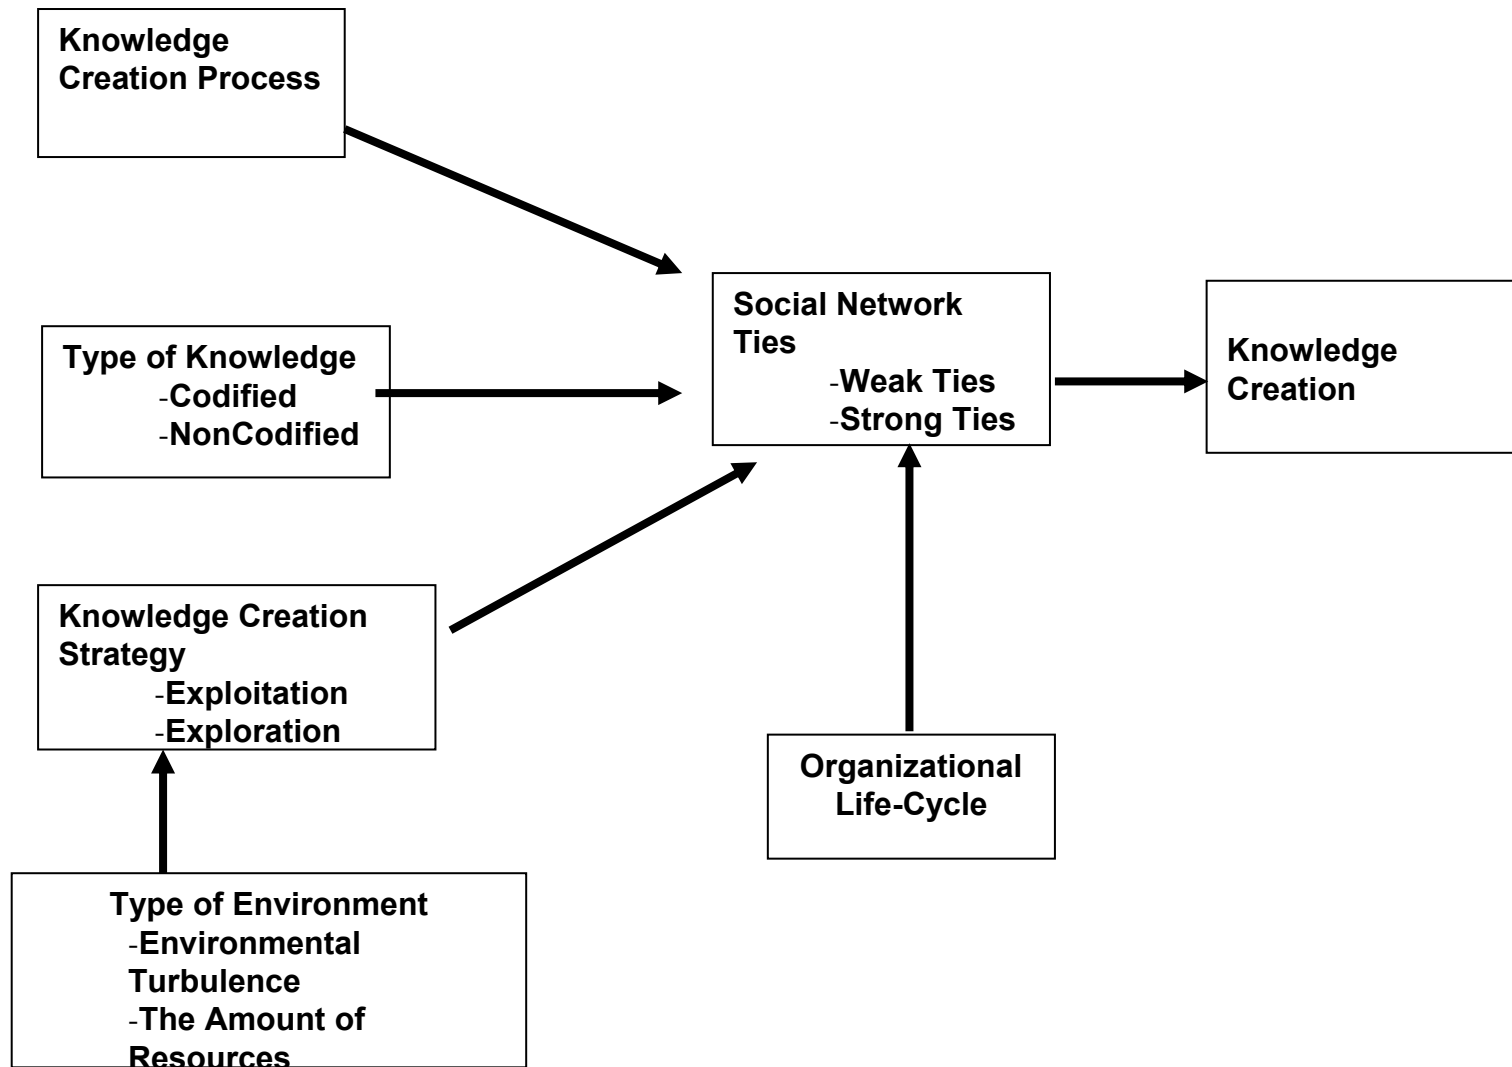 Knowledge
Creation Process
Type of Knowledge
-Codified
-NonCodified
Knowledge Creation
Strategy
-Exploitation
-Exploration
Type of Environment
-Environmental
Turbulence
-The Amount of
Resources
Social Network
Ties
-Weak Ties
-Strong Ties
Organizational
Life-Cycle
Knowledge
Creation